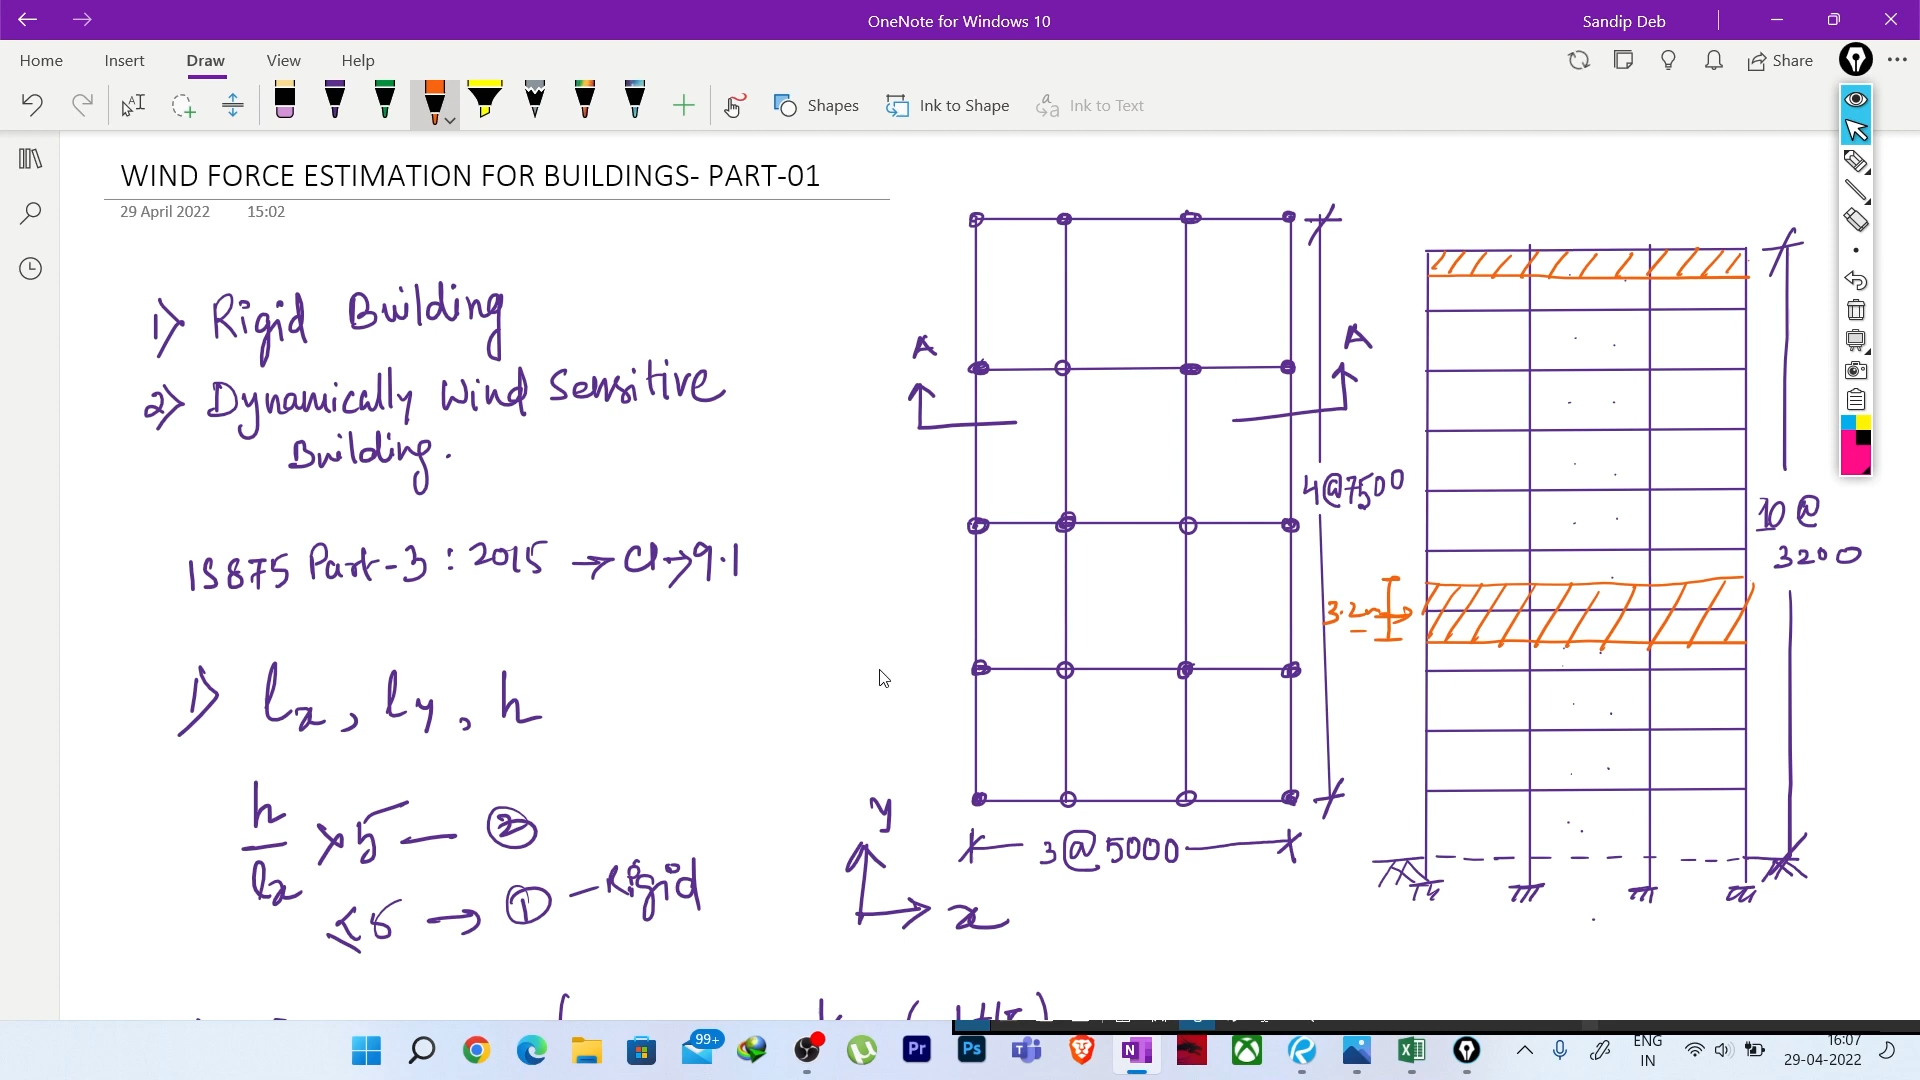 OneNote for Windows 10
Sandip Deb
Home Insert Draw View Help
Share
Shapes Ink to Shape Ink to Text
WIND FORCE ESTIMATION FOR BUILDINGS- PART-01
29 April 2022 15:02
1) Rigid Building
2) Dynamically Wind Sensitive
Building.
IS875 Part-3 : 2015 → Cl → 9.1
1) lx, ly, h
h
lx
> 5 — ②
≤ 5 → ① - Rigid
A A
4@7500
3@5000
y
x
10 @
3200
3.2m
99+
ENG
IN
16:07
29-04-2022